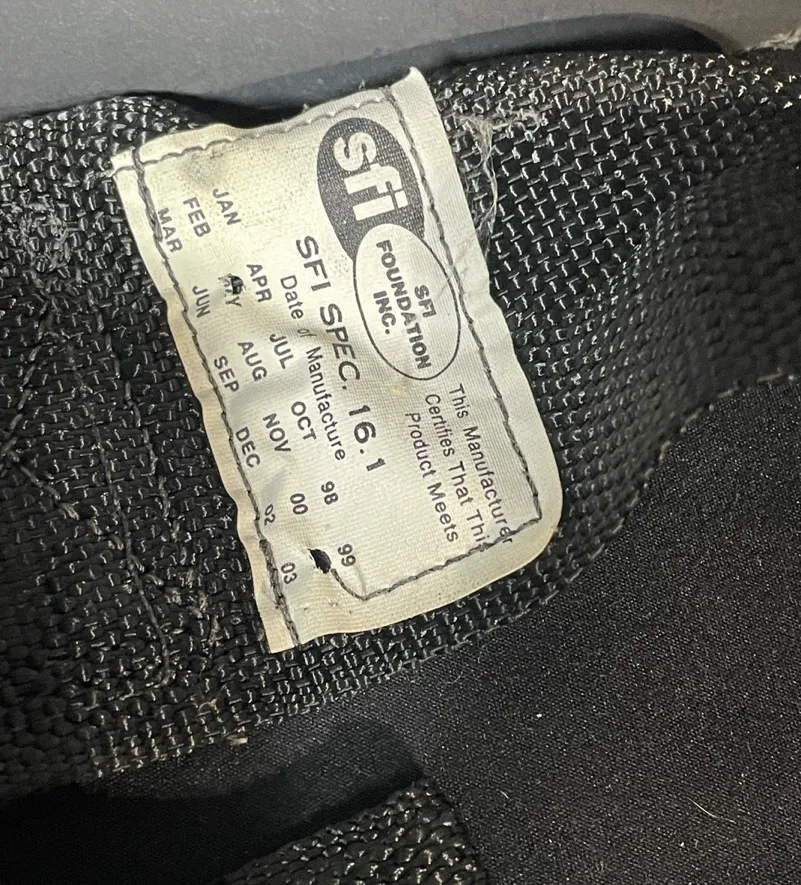 sfi
SFI
FOUNDATION
INC.
This Manufacturer
Certifies That This
Product Meets
SFI SPEC. 16.1
Date of Manufacture
JAN APR JUL OCT 98 99
FEB AUG NOV 00
MAR JUN SEP DEC 02 03